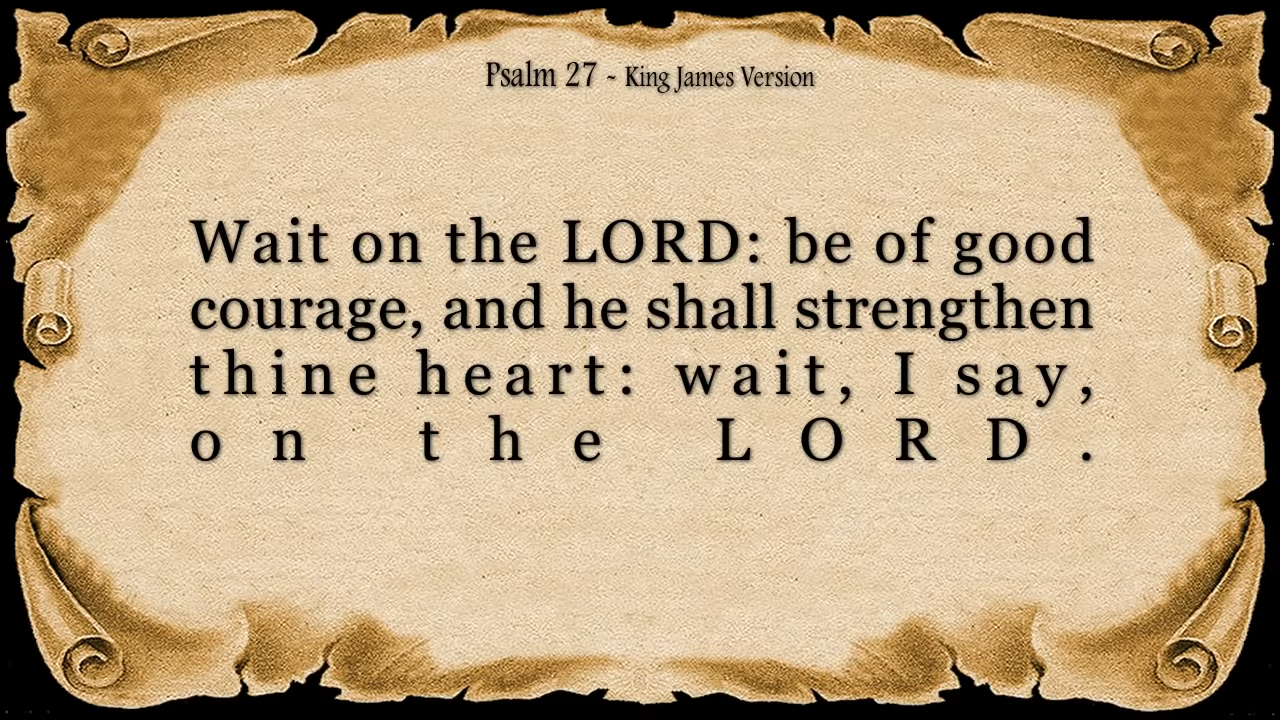 Psalm 27 ~ King James Version
Wait on the LORD: be of good
courage, and he shall strengthen
thine heart: wait, I say,
on the LORD.